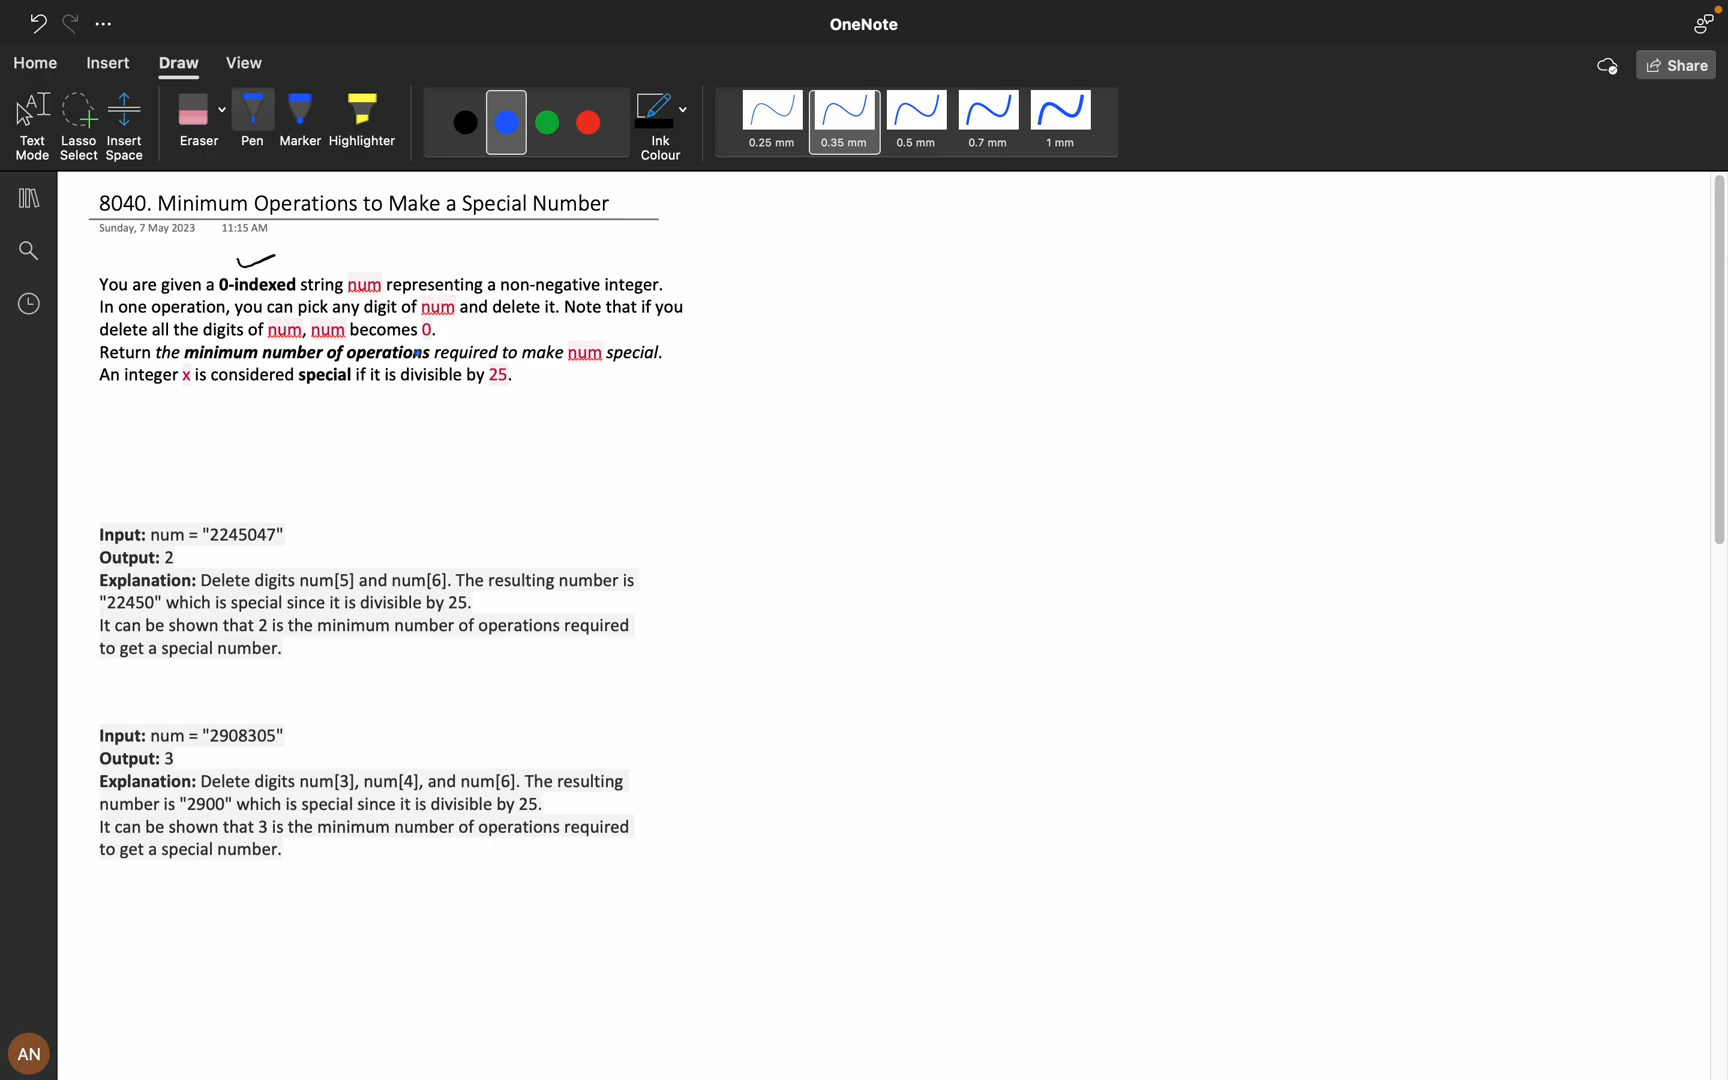 OneNote
Home Insert Draw View
Share
Text Mode
Lasso Select
Insert Space
Eraser
Pen
Marker
Highlighter
Ink Colour
0.25 mm
0.35 mm
0.5 mm
0.7 mm
1 mm
8040. Minimum Operations to Make a Special Number
Sunday, 7 May 2023 11:15 AM
You are given a 0-indexed string num representing a non-negative integer.
In one operation, you can pick any digit of num and delete it. Note that if you
delete all the digits of num, num becomes 0.
Return the minimum number of operations required to make num special.
An integer x is considered special if it is divisible by 25.
Input: num = "2245047"
Output: 2
Explanation: Delete digits num[5] and num[6]. The resulting number is
"22450" which is special since it is divisible by 25.
It can be shown that 2 is the minimum number of operations required
to get a special number.
Input: num = "2908305"
Output: 3
Explanation: Delete digits num[3], num[4], and num[6]. The resulting
number is "2900" which is special since it is divisible by 25.
It can be shown that 3 is the minimum number of operations required
to get a special number.
AN